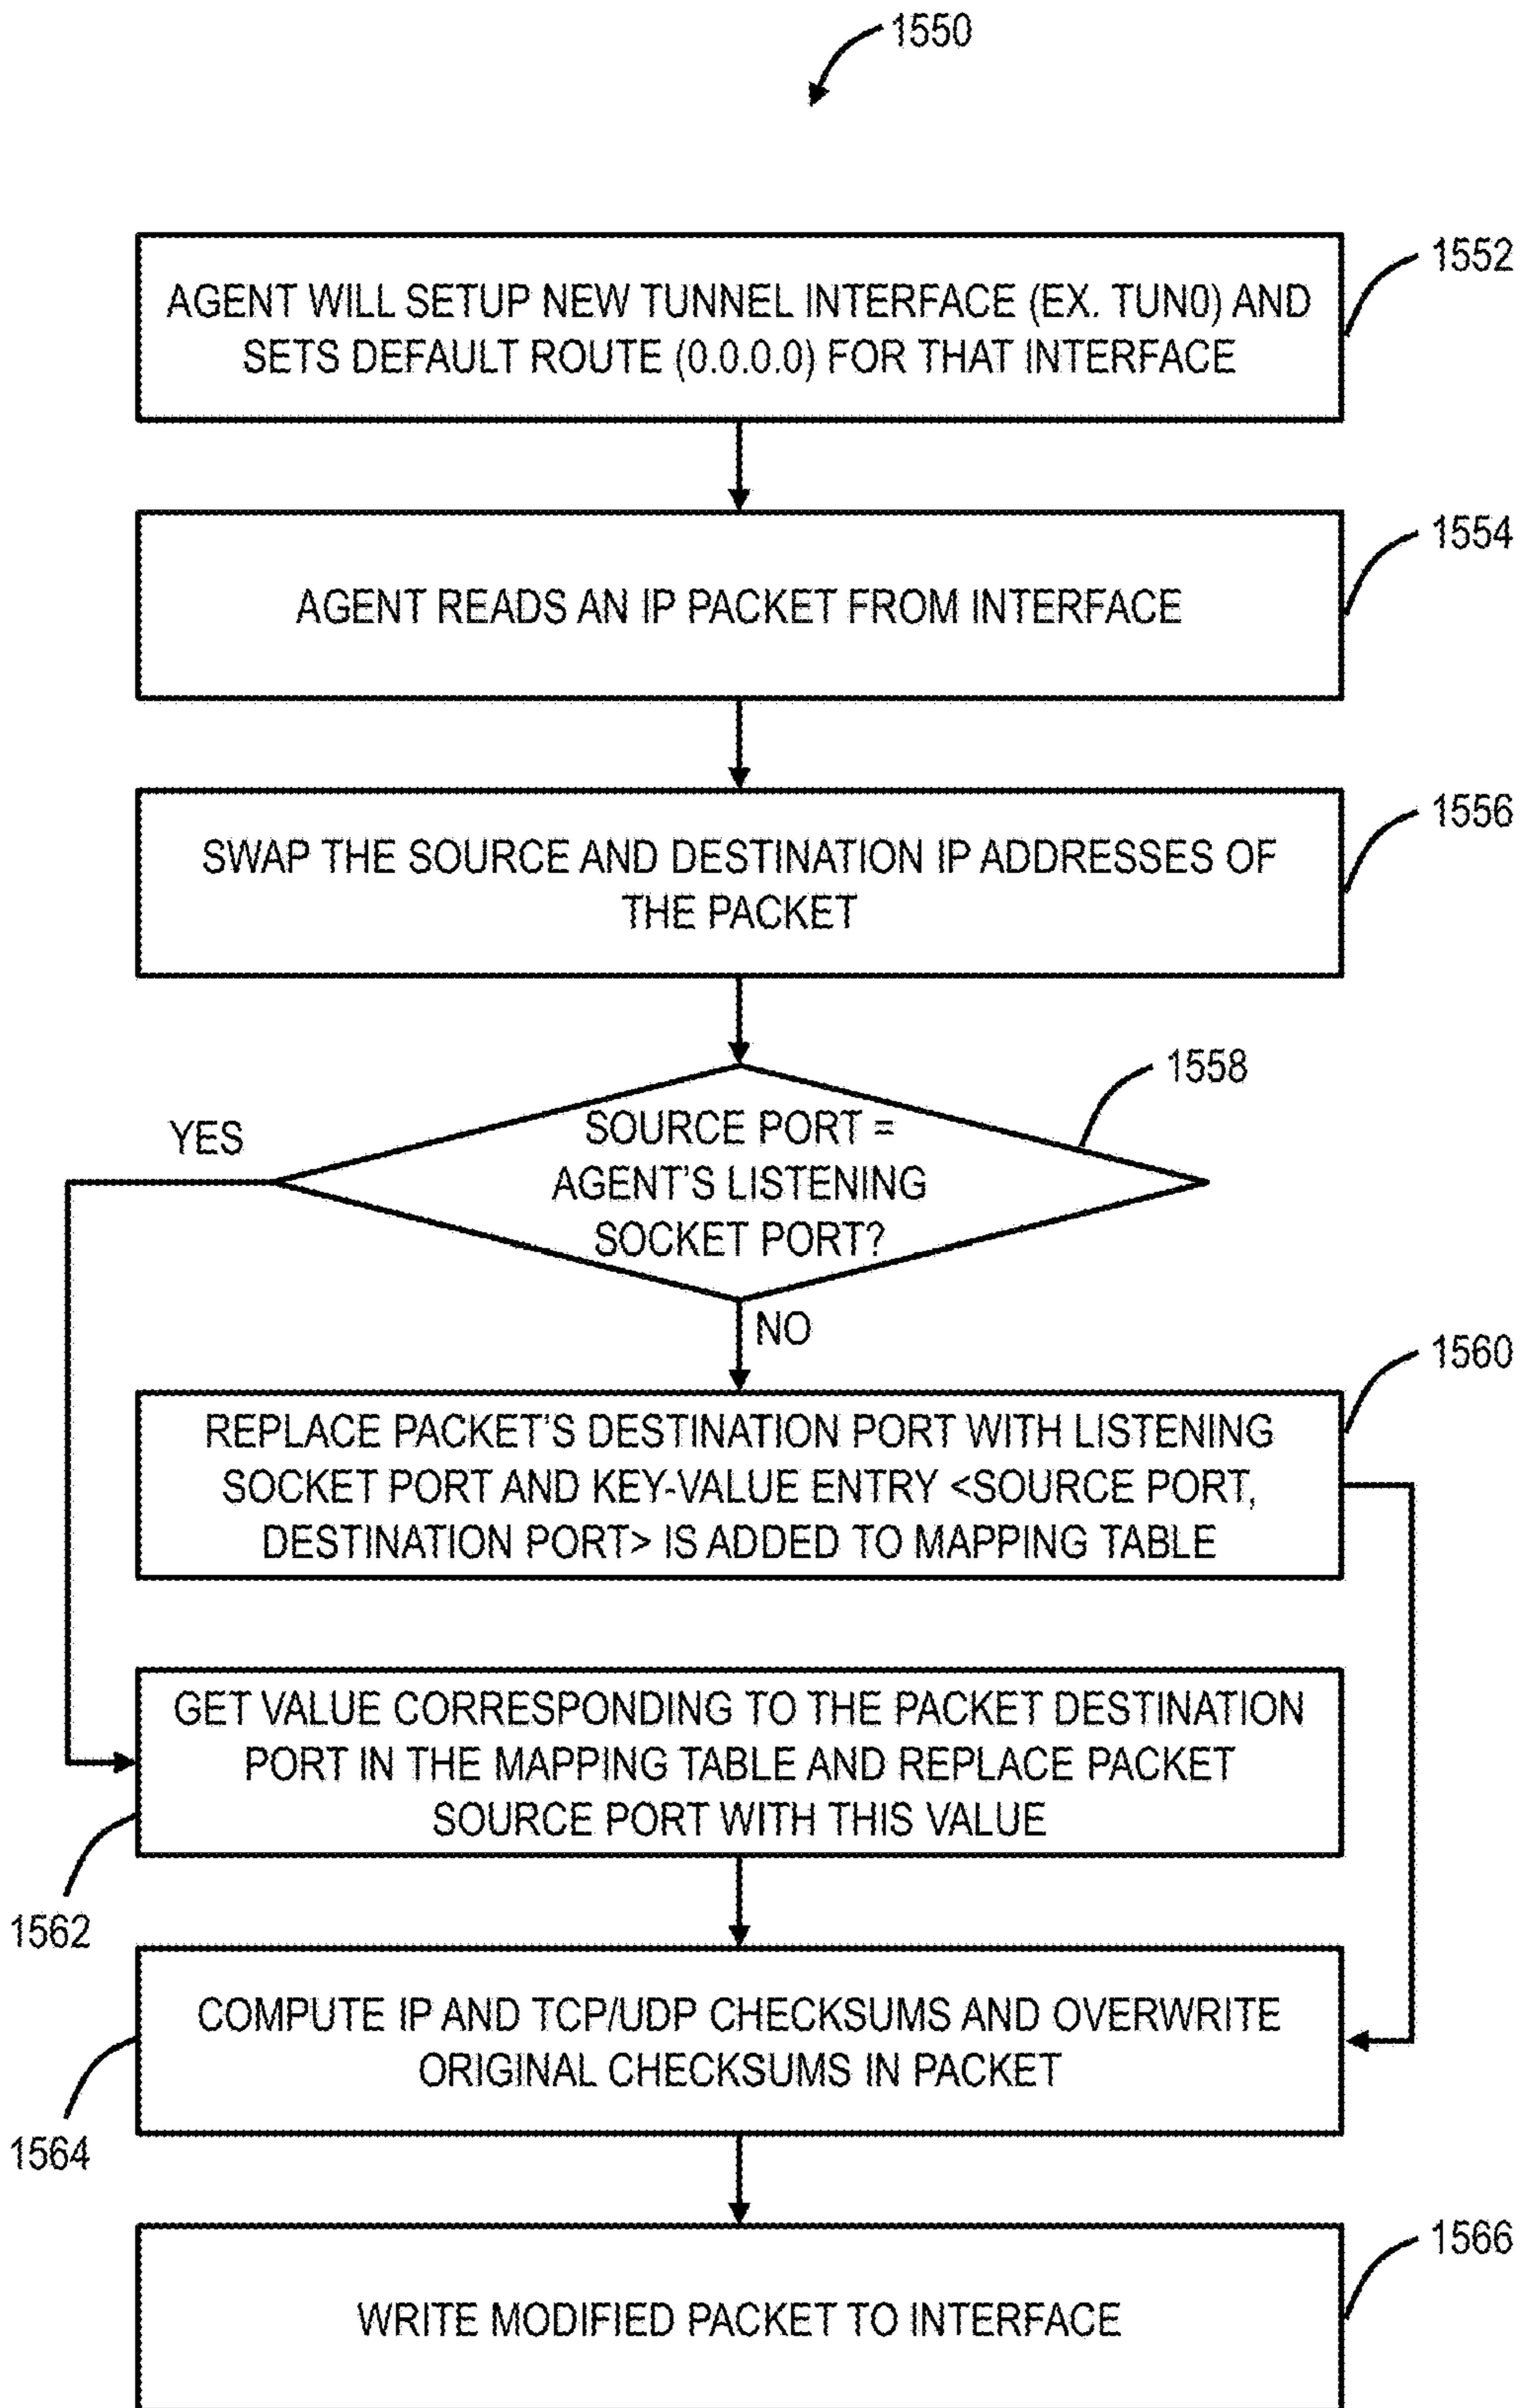 1550
AGENT WILL SETUP NEW TUNNEL INTERFACE (EX. TUN0) AND
SETS DEFAULT ROUTE (0.0.0.0) FOR THAT INTERFACE
1552
AGENT READS AN IP PACKET FROM INTERFACE
1554
SWAP THE SOURCE AND DESTINATION IP ADDRESSES OF
THE PACKET
1556
SOURCE PORT =
AGENT'S LISTENING
SOCKET PORT?
1558
YES
NO
REPLACE PACKET'S DESTINATION PORT WITH LISTENING
SOCKET PORT AND KEY-VALUE ENTRY <SOURCE PORT,
DESTINATION PORT> IS ADDED TO MAPPING TABLE
1560
GET VALUE CORRESPONDING TO THE PACKET DESTINATION
PORT IN THE MAPPING TABLE AND REPLACE PACKET
SOURCE PORT WITH THIS VALUE
1562
COMPUTE IP AND TCP/UDP CHECKSUMS AND OVERWRITE
ORIGINAL CHECKSUMS IN PACKET
1564
WRITE MODIFIED PACKET TO INTERFACE
1566